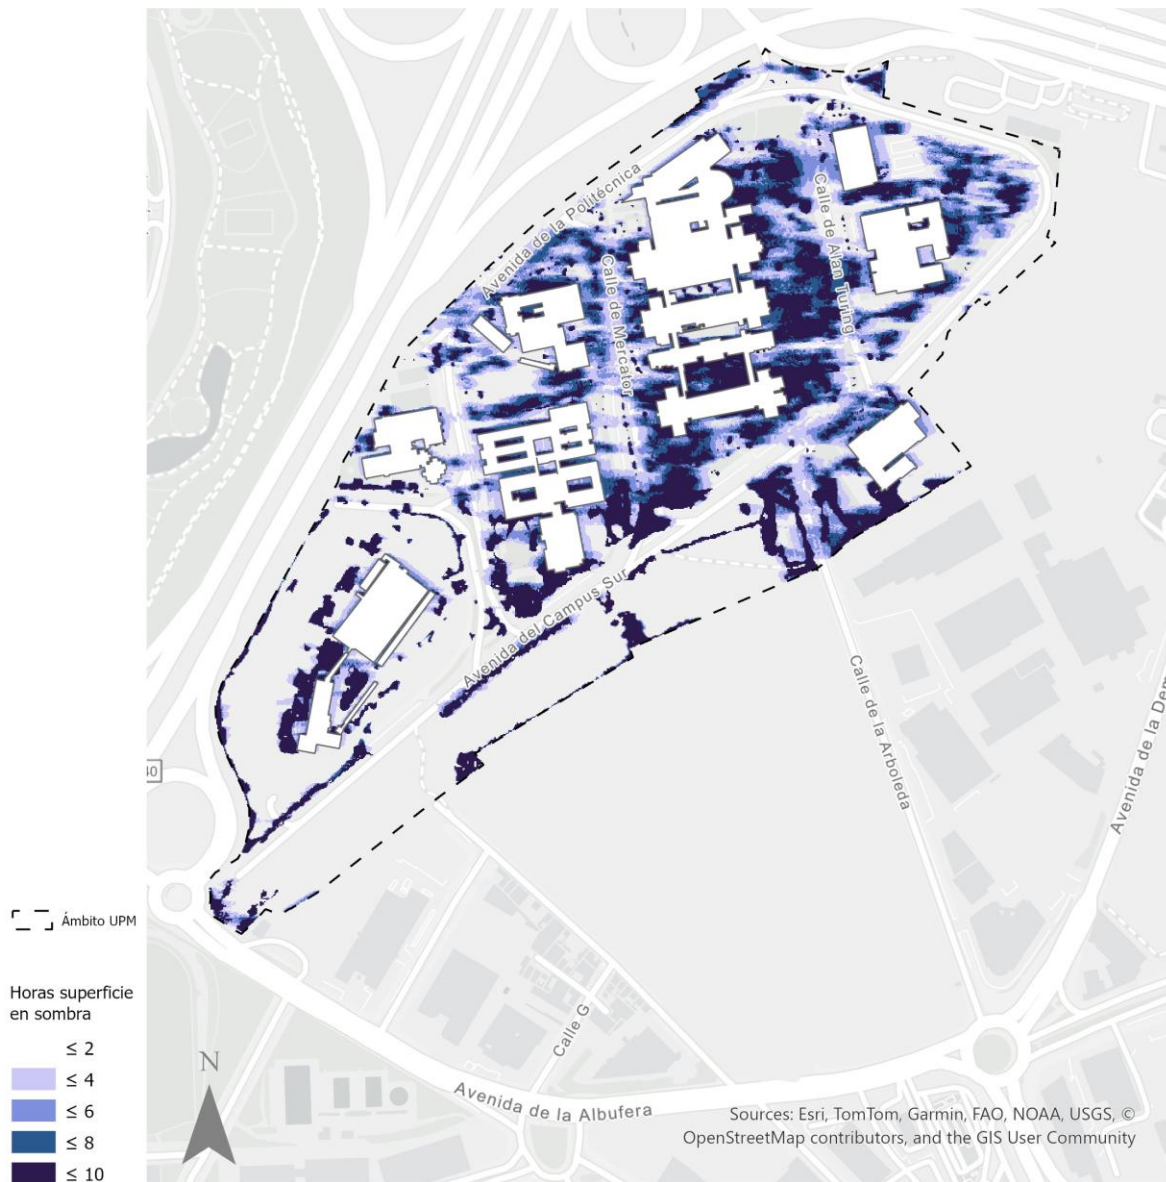 Avenida de la Politécnica
Calle de Mercator
Calle de Alan Turing
Avenida del Campus Sur
Calle de la Arboleda
Avenida de la Dem
30
Calle G
Avenida de la Albufera
Ámbito UPM
Horas superficie
en sombra
≤ 2
≤ 4
≤ 6
≤ 8
≤ 10
N
Sources: Esri, TomTom, Garmin, FAO, NOAA, USGS, ©
OpenStreetMap contributors, and the GIS User Community